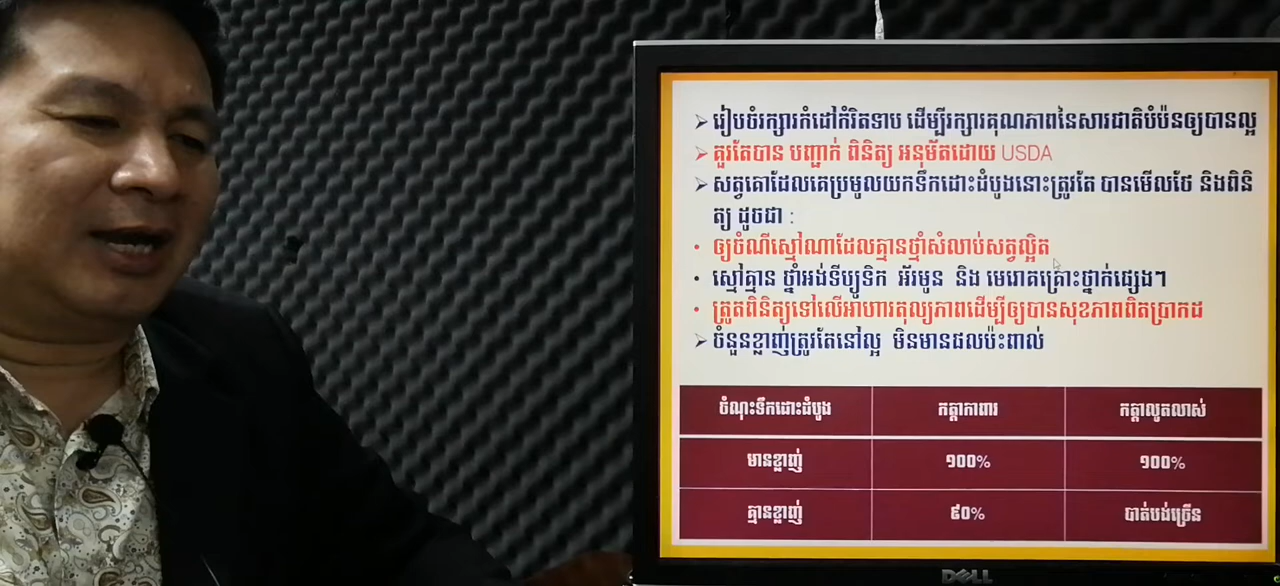 រៀបចំរក្សារកំដៅកំរិតទាប ដើម្បីរក្សារគុណភាពនៃសារជាតិបំប៉នឲ្យបានល្អ
គួរតែបាន បញ្ជាក់ ពិនិត្យ អនុម័តដោយ USDA
សត្វគោដែលគេប្រមូលយកទឹកដោះដំបូងនោះត្រូវតែ បានមើលថែ និងពិនិ
ត្យ ដូចជា :
• ឲ្យចំណីស្មៅណាដែលគ្មានថ្នាំសំលាប់សត្វល្អិត
• ស្មៅគ្មាន ថ្នាំអង់ទីប្យូទិក អ័រមូន និង មេរោគគ្រោះថ្នាក់ផ្សេងៗ
• ត្រួតពិនិត្យទៅលើអាហារតុល្យភាពដើម្បីឲ្យបានសុខភាពពិតប្រាកដ
ចំនួនខ្លាញ់ត្រូវតែនៅល្អ មិនមានផលប៉ះពាល់
ចំណុះទឹកដោះដំបូង កត្តាភាពារ កត្តាលូតលាស់
មានខ្លាញ់ ១០០% ១០០%
គ្មានខ្លាញ់ ៩០% បាត់បង់ច្រើន
DELL